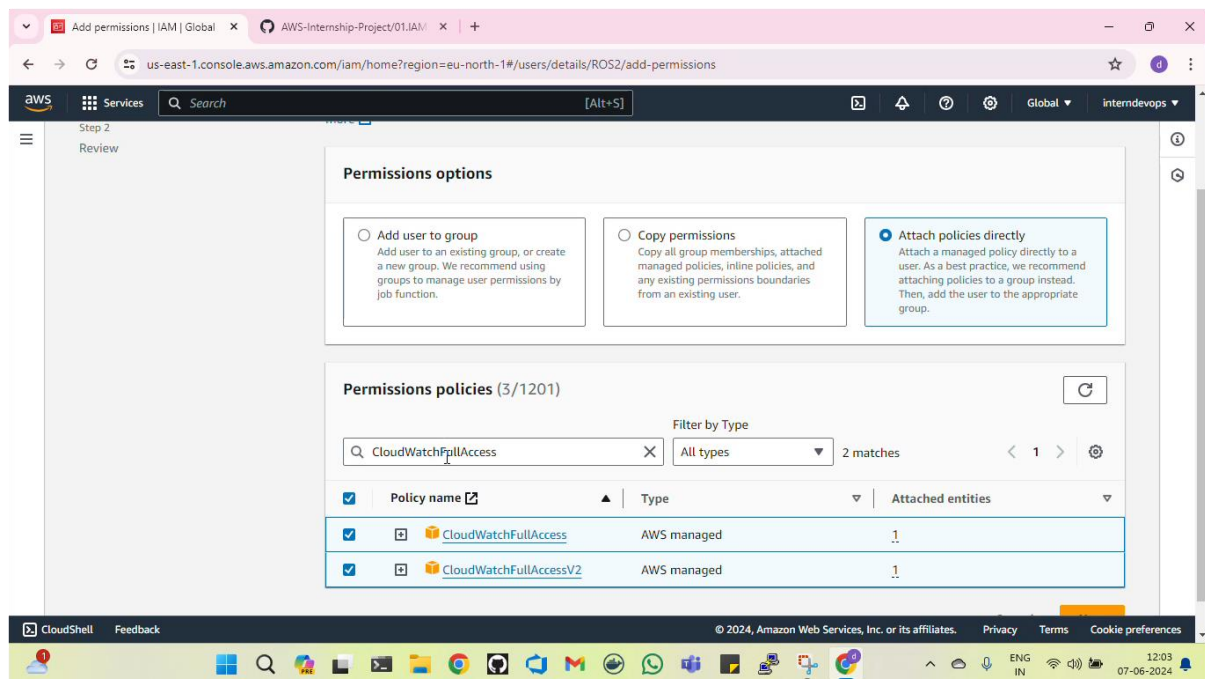 Add permissions | IAM | Global
AWS-Internship-Project/01.IAM
us-east-1.console.aws.amazon.com/iam/home?region=eu-north-1#/users/details/ROS2/add-permissions
d
aws
Services
Search
[Alt+S]
Global
interndevops
Step 2
Review
Permissions options
Add user to group
Add user to an existing group, or create
a new group. We recommend using
groups to manage user permissions by
job function.
Copy permissions
Copy all group memberships, attached
managed policies, inline policies, and
any existing permissions boundaries
from an existing user.
Attach policies directly
Attach a managed policy directly to a
user. As a best practice, we recommend
attaching policies to a group instead.
Then, add the user to the appropriate
group.
Permissions policies (3/1201)
Filter by Type
CloudWatchFullAccess
All types
2 matches
1
Policy name
Type
Attached entities
CloudWatchFullAccess
AWS managed
1
CloudWatchFullAccessV2
AWS managed
1
CloudShell
Feedback
© 2024, Amazon Web Services, Inc. or its affiliates.
Privacy
Terms
Cookie preferences
1
PRE
d
ENG
IN
12:03
07-06-2024